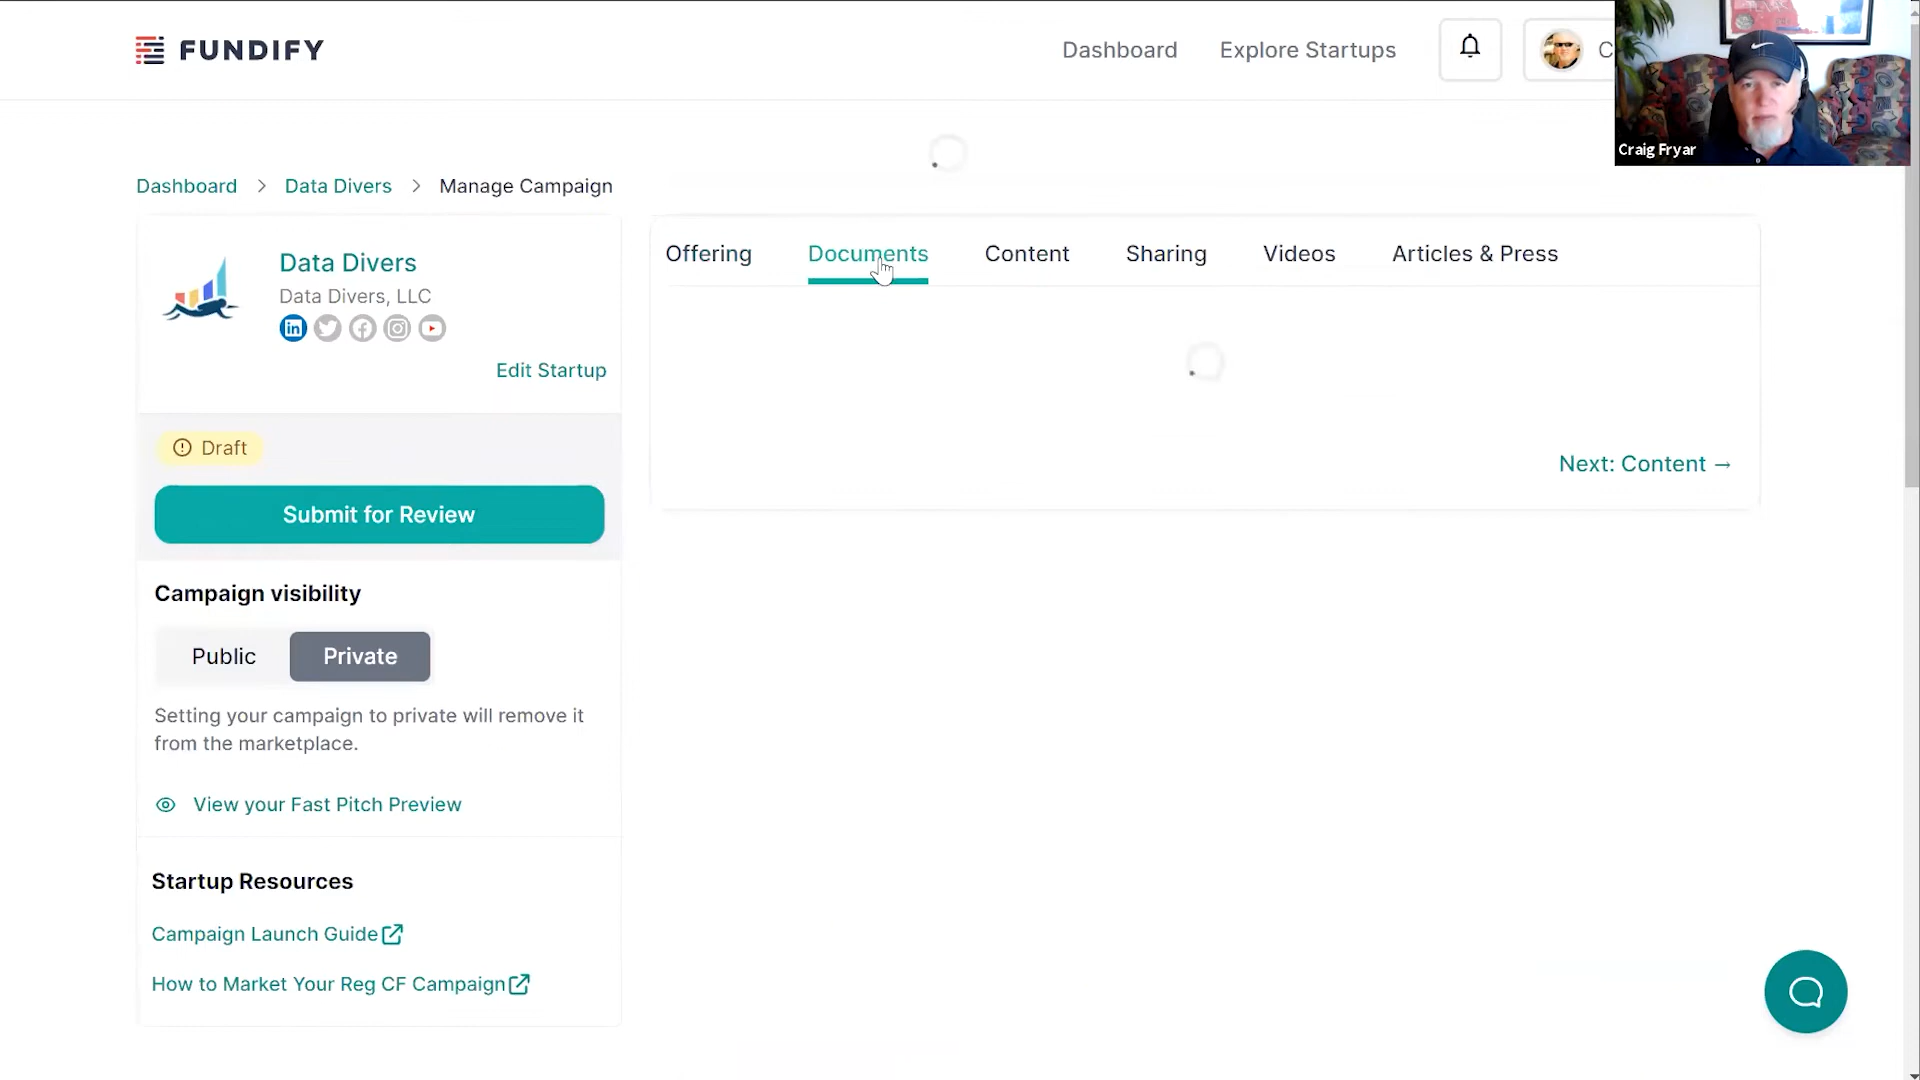 FUNDIFY
Dashboard
Explore Startups
C
Craig Fryar
Dashboard > Data Divers > Manage Campaign
Data Divers
Data Divers, LLC
in
Edit Startup
Draft
Submit for Review
Campaign visibility
Public
Private
Setting your campaign to private will remove it
from the marketplace.
View your Fast Pitch Preview
Startup Resources
Campaign Launch Guide
How to Market Your Reg CF Campaign
Offering
Documents
Content
Sharing
Videos
Articles & Press
Next: Content →